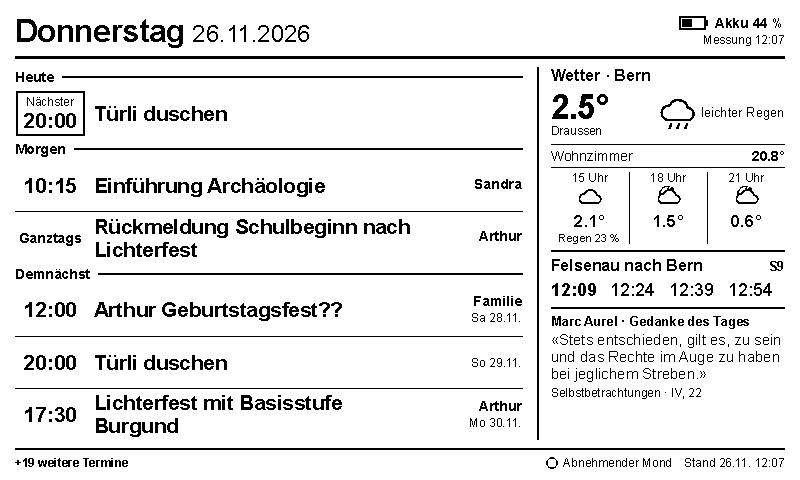 Donnerstag 26.11.2026
Akku 44 %
Messung 12:07
Heute
Nächster
20:00
Türli duschen
Morgen
10:15
Einführung Archäologie
Sandra
Ganztags
Rückmeldung Schulbeginn nach
Lichterfest
Arthur
Demnächst
12:00
Arthur Geburtstagsfest??
Familie
Sa 28.11.
20:00
Türli duschen
So 29.11.
17:30
Lichterfest mit Basisstufe
Burgund
Arthur
Mo 30.11.
Wetter · Bern
2.5°
Draussen
leichter Regen
Wohnzimmer 20.8°
15 Uhr 18 Uhr 21 Uhr
2.1° 1.5° 0.6°
Regen 23 %
Felsenau nach Bern S9
12:09 12:24 12:39 12:54
Marc Aurel · Gedanke des Tages
«Stets entschieden, gilt es, zu sein
und das Rechte im Auge zu haben
bei jeglichem Streben.»
Selbstbetrachtungen · IV, 22
+19 weitere Termine
Abnehmender Mond Stand 26.11. 12:07